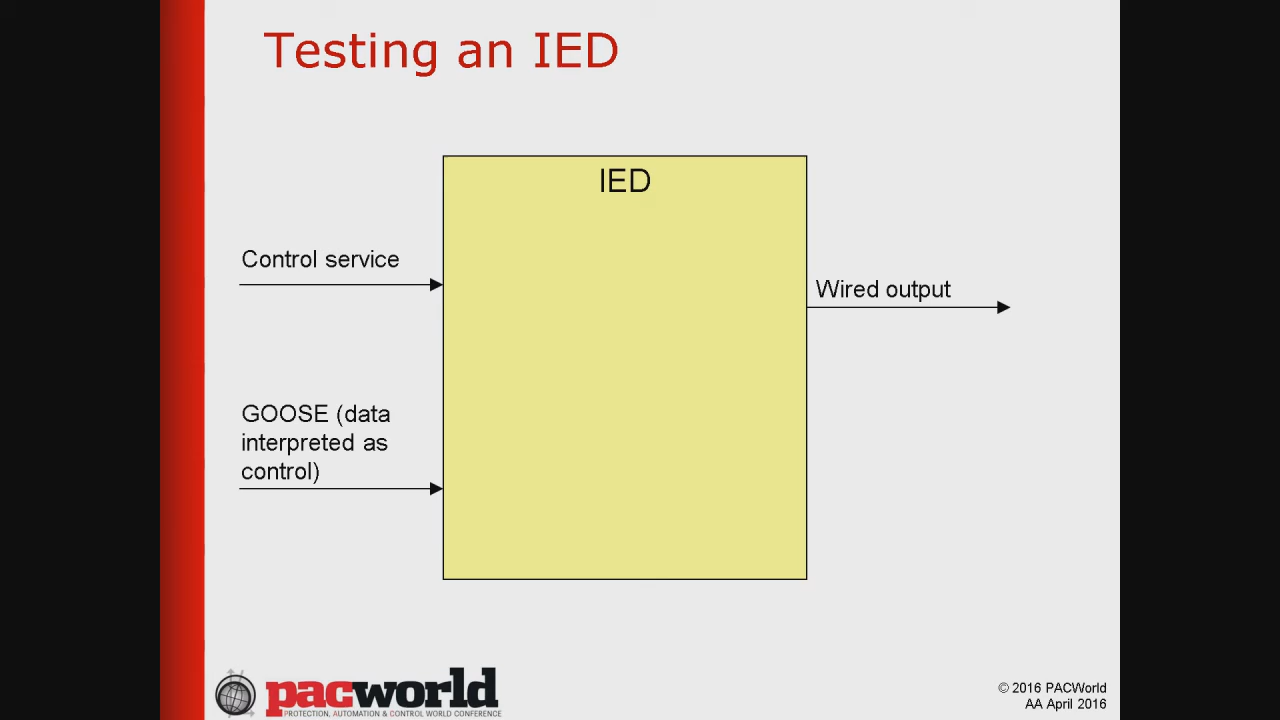 Testing an IED
IED
Control service
Wired output
GOOSE (data
interpreted as
control)
pacworld
PROTECTION, AUTOMATION & CONTROL WORLD CONFERENCE
© 2016 PACWorld
AA April 2016